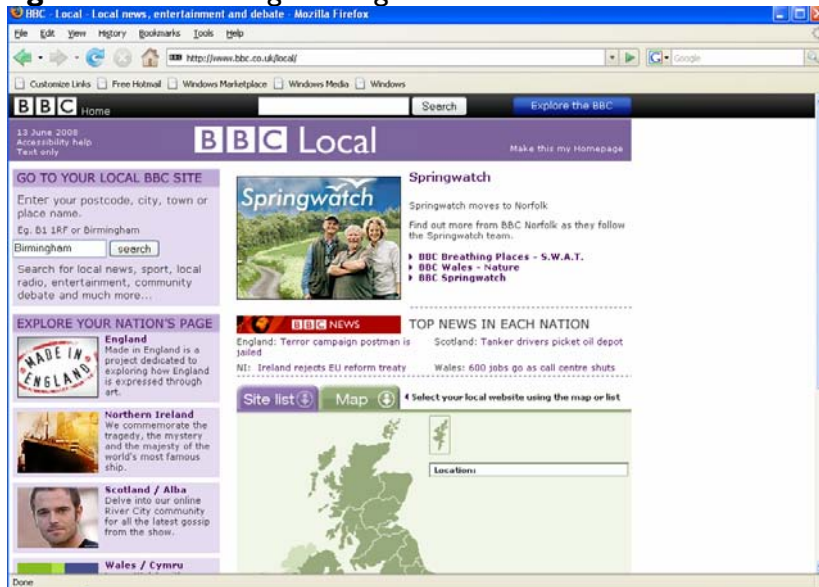 BBC - Local - Local news, entertainment and debate - Mozilla Firefox
File Edit View History Bookmarks Tools Help
http://www.bbc.co.uk/local/
Google
Customize Links Free Hotmail Windows Marketplace Windows Media Windows
BBC Home
Search
Explore the BBC
13 June 2008
Accessibility help
Text only
BBC Local
Make this my Homepage
GO TO YOUR LOCAL BBC SITE
Enter your postcode, city, town or
place name.
Eg. B1 1RF or Birmingham
Birmingham search
Search for local news, sport, local
radio, entertainment, community
debate and much more...
Springwatch
Springwatch
Springwatch moves to Norfolk
Find out more from BBC Norfolk as they follow
the Springwatch team.
BBC Breathing Places - S.W.A.T.
BBC Wales - Nature
BBC Springwatch
EXPLORE YOUR NATION'S PAGE
MADE IN
ENGLAND
England
Made in England is a
project dedicated to
exploring how England
is expressed through
art.
Northern Ireland
We commemorate the
tragedy, the mystery
and the majesty of the
world's most famous
ship.
Scotland / Alba
Delve into our online
River City community
for all the latest gossip
from the show.
Wales / Cymru
BBC NEWS
TOP NEWS IN EACH NATION
England: Terror campaign postman is
jailed
Scotland: Tanker drivers picket oil depot
NI: Ireland rejects EU reform treaty
Wales: 600 jobs go as call centre shuts
Site list
Map
Select your local website using the map or list
Location:
Done